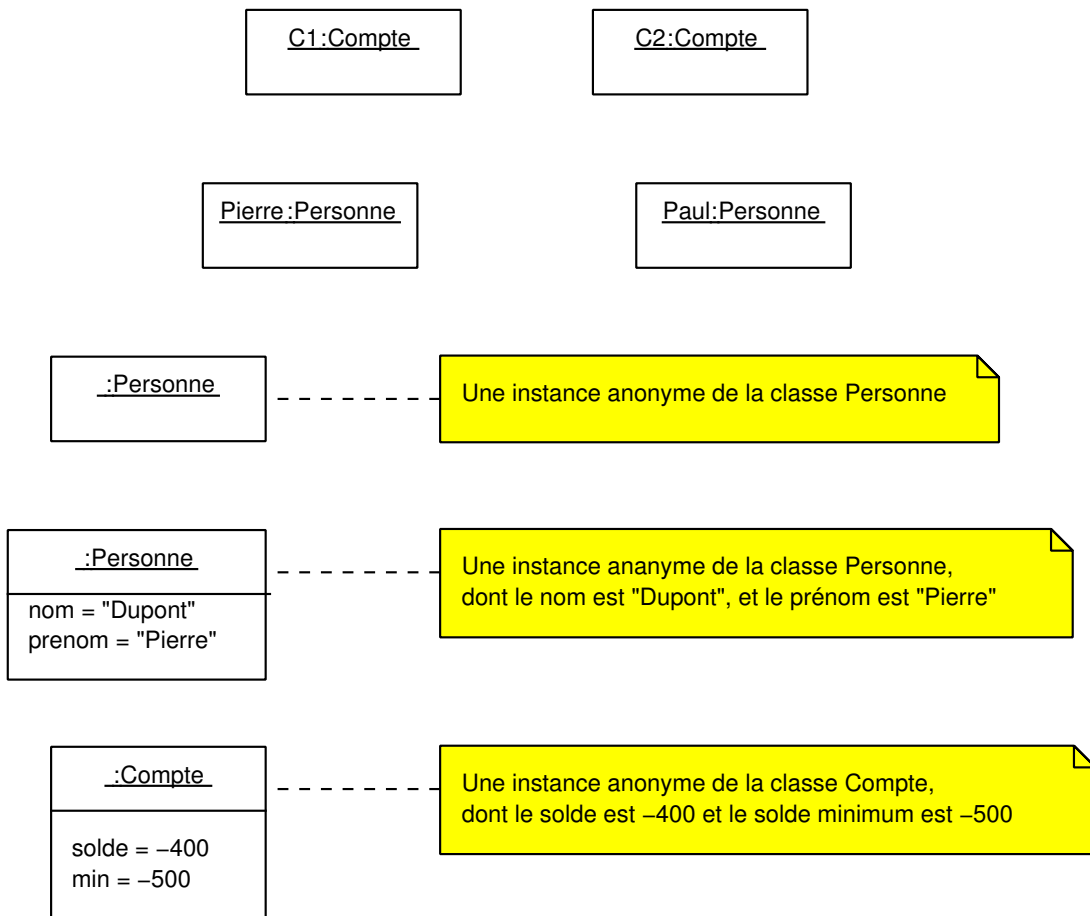 C1:Compte
C2:Compte
Pierre:Personne
Paul:Personne
:Personne
Une instance anonyme de la classe Personne
:Personne
nom = "Dupont"
prenom = "Pierre"
Une instance ananyme de la classe Personne,
dont le nom est "Dupont", et le prénom est "Pierre"
:Compte
solde = −400
min = −500
Une instance anonyme de la classe Compte,
dont le solde est −400 et le solde minimum est −500